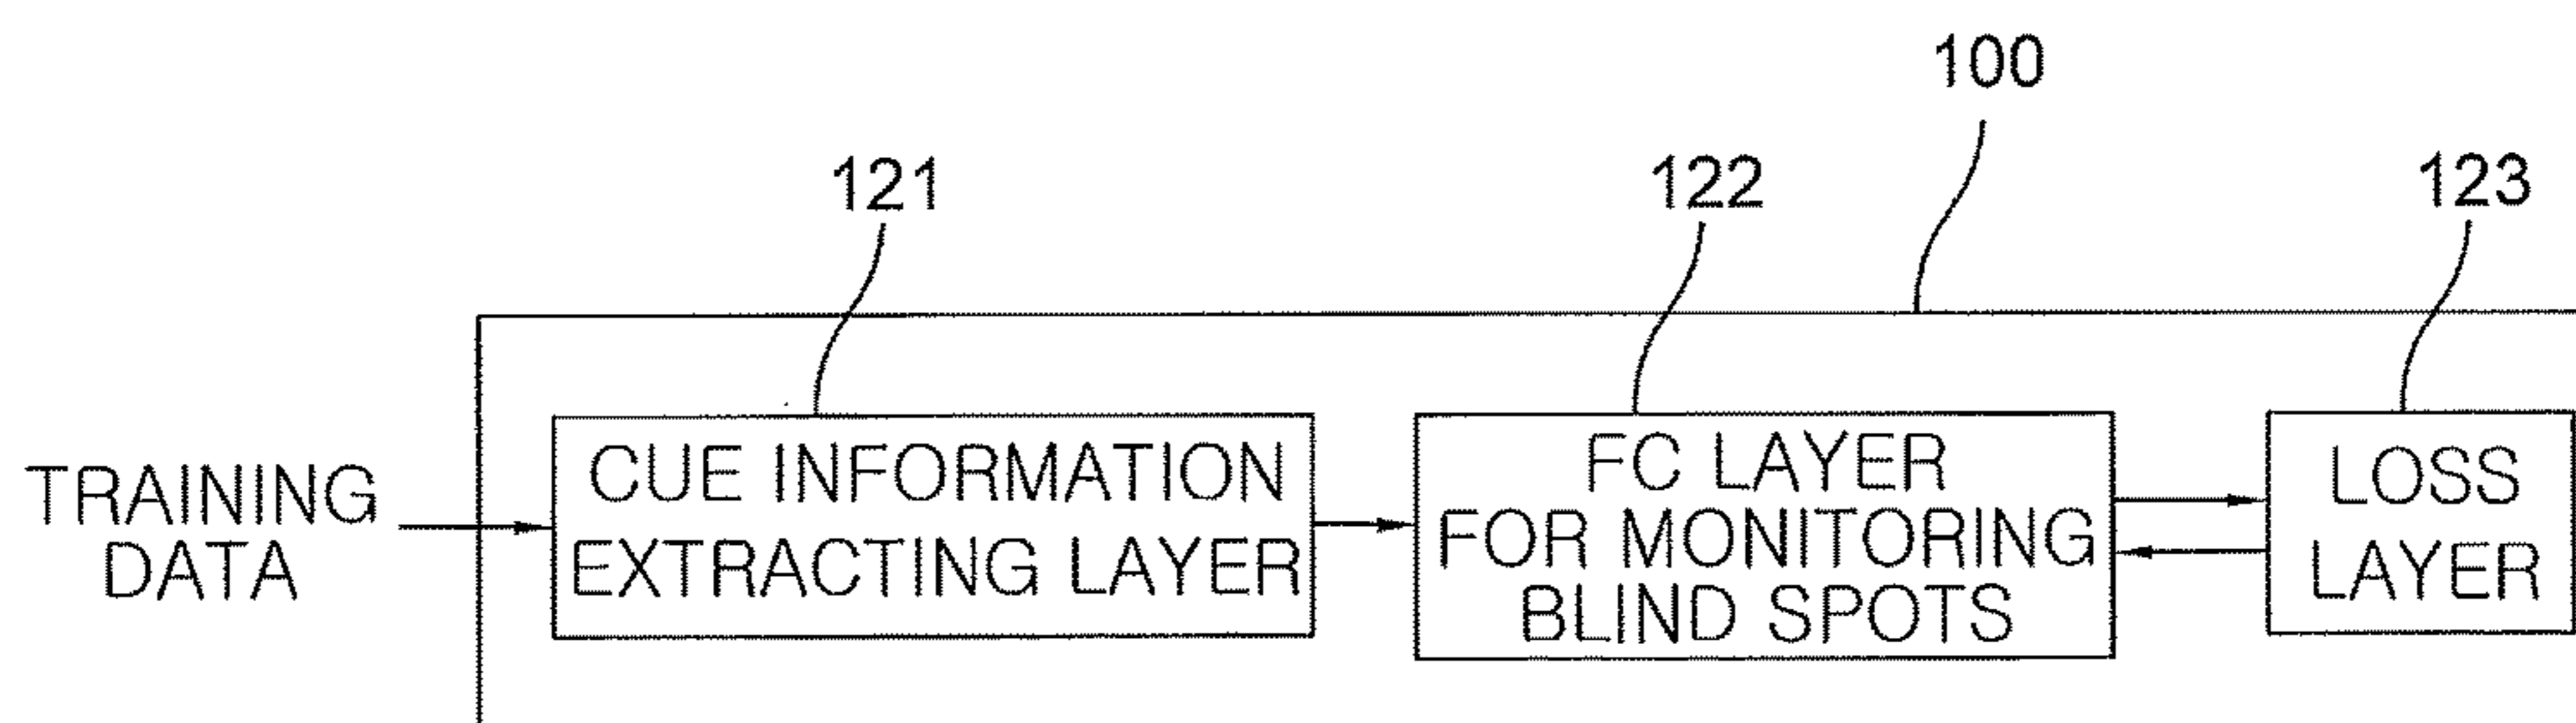 100
121
122
123
TRAINING
DATA
CUE INFORMATION
EXTRACTING LAYER
FC LAYER
FOR MONITORING
BLIND SPOTS
LOSS
LAYER